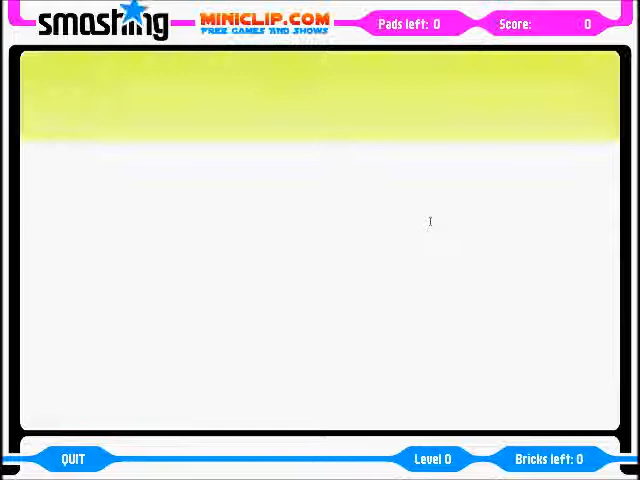 smashing
MINICLIP.COM
FREE GAMES AND SHOWS
Pads left: 0
Score: 0
QUIT
Level 0
Bricks left: 0